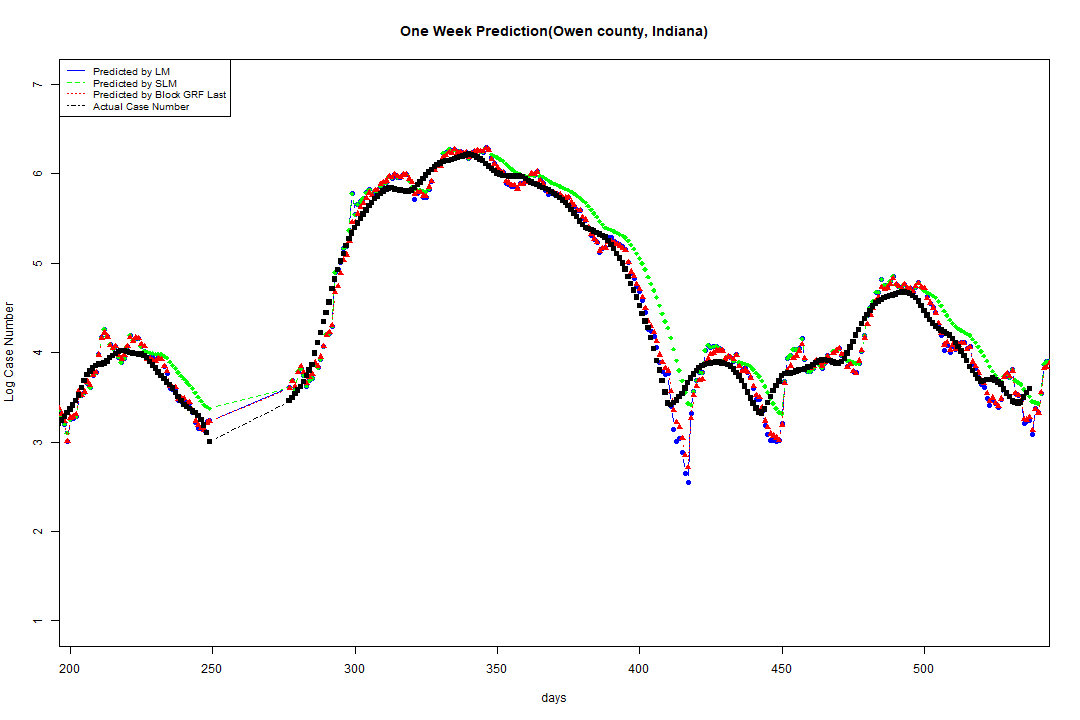 One Week Prediction(Owen county, Indiana)
Predicted by LM
Predicted by SLM
Predicted by Block GRF Last
Actual Case Number
7
6
5
4
3
2
1
Log Case Number
200 250 300 350 400 450 500
days